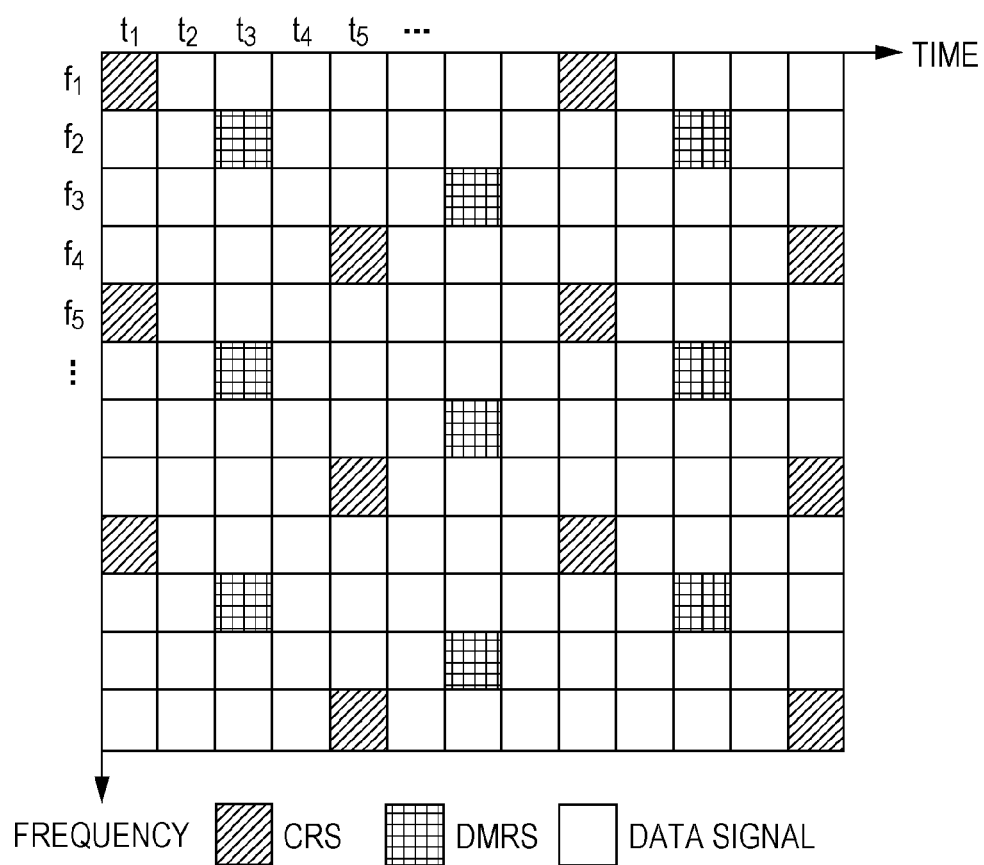 t₁ t₂ t₃ t₄ t₅ ...
TIME
f₁
f₂
f₃
f₄
f₅
⋮
FREQUENCY CRS DMRS DATA SIGNAL